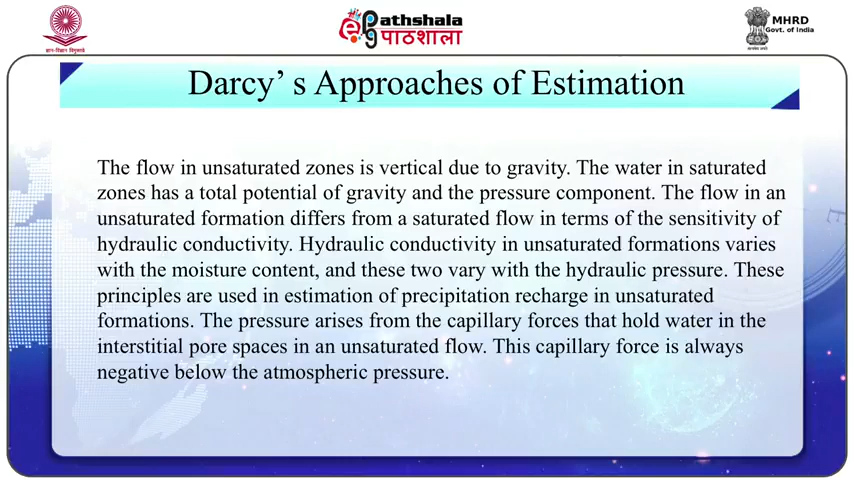 ePathshala
पाठशाला
MHRD
Govt. of India
Darcy’ s Approaches of Estimation
The flow in unsaturated zones is vertical due to gravity. The water in saturated
zones has a total potential of gravity and the pressure component. The flow in an
unsaturated formation differs from a saturated flow in terms of the sensitivity of
hydraulic conductivity. Hydraulic conductivity in unsaturated formations varies
with the moisture content, and these two vary with the hydraulic pressure. These
principles are used in estimation of precipitation recharge in unsaturated
formations. The pressure arises from the capillary forces that hold water in the
interstitial pore spaces in an unsaturated flow. This capillary force is always
negative below the atmospheric pressure.